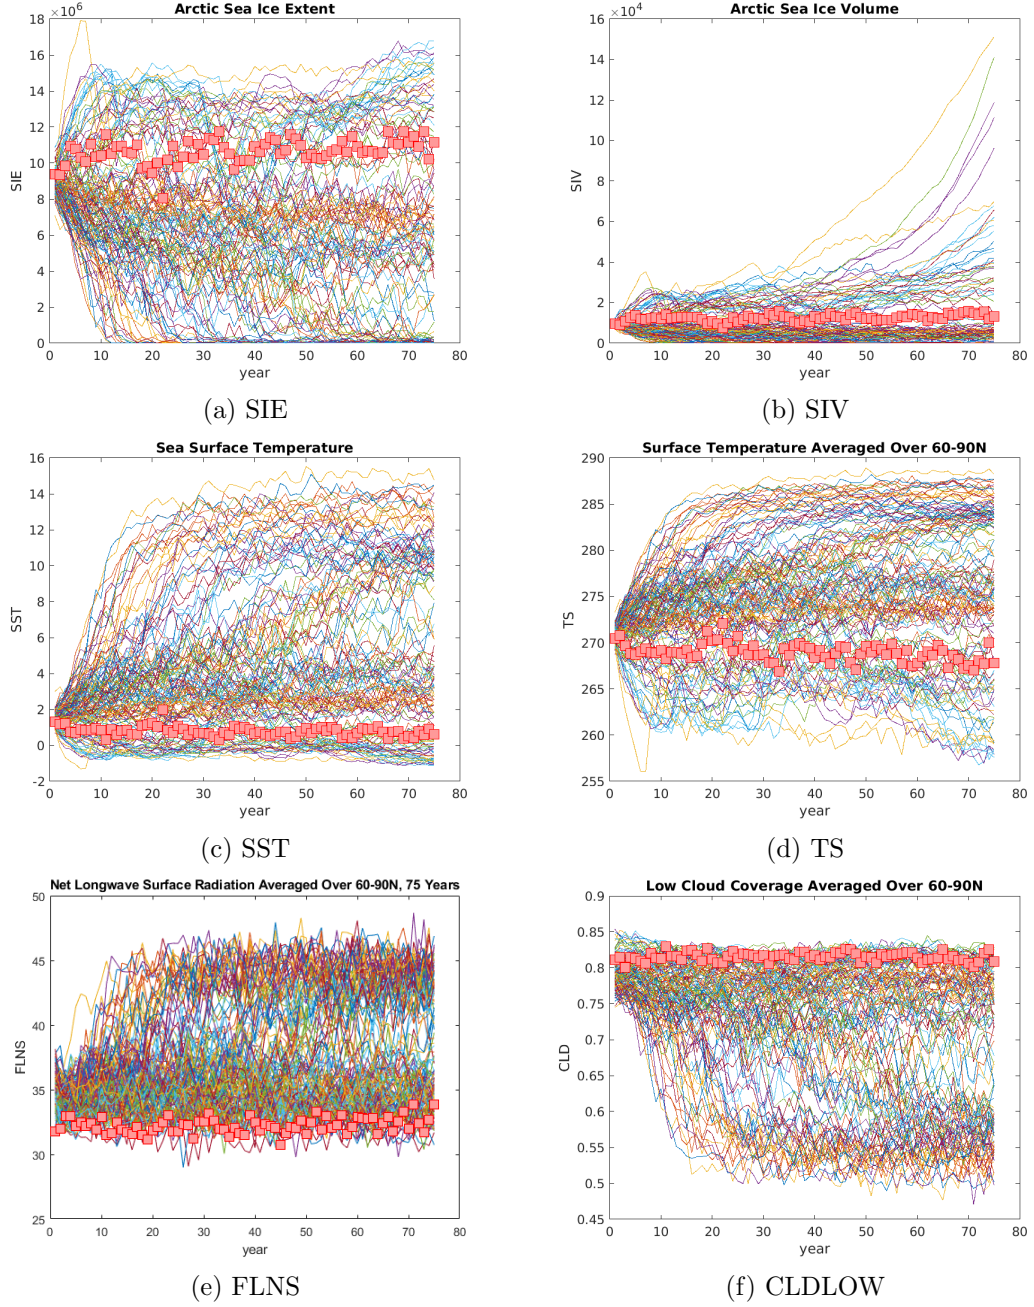 Arctic Sea Ice Extent
×10⁶
18
16
14
12
10
8
6
4
2
0
SIE
0 10 20 30 40 50 60 70 80
year
(a) SIE
Arctic Sea Ice Volume
×10⁴
16
14
12
10
8
6
4
2
0
SIV
0 10 20 30 40 50 60 70 80
year
(b) SIV
Sea Surface Temperature
16
14
12
10
8
6
4
2
0
-2
SST
0 10 20 30 40 50 60 70 80
year
(c) SST
Surface Temperature Averaged Over 60-90N
290
285
280
275
270
265
260
255
TS
0 10 20 30 40 50 60 70 80
year
(d) TS
Net Longwave Surface Radiation Averaged Over 60-90N, 75 Years
50
45
40
35
30
25
FLNS
0 10 20 30 40 50 60 70 80
year
(e) FLNS
Low Cloud Coverage Averaged Over 60-90N
0.9
0.85
0.8
0.75
0.7
0.65
0.6
0.55
0.5
0.45
CLD
0 10 20 30 40 50 60 70 80
year
(f) CLDLOW